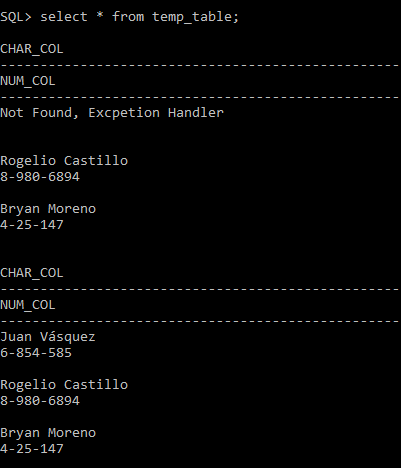 SQL> select * from temp_table;
CHAR_COL
--------------------------------------------------
NUM_COL
--------------------------------------------------
Not Found, Excpetion Handler
Rogelio Castillo
8-980-6894
Bryan Moreno
4-25-147
CHAR_COL
--------------------------------------------------
NUM_COL
--------------------------------------------------
Juan Vásquez
6-854-585
Rogelio Castillo
8-980-6894
Bryan Moreno
4-25-147